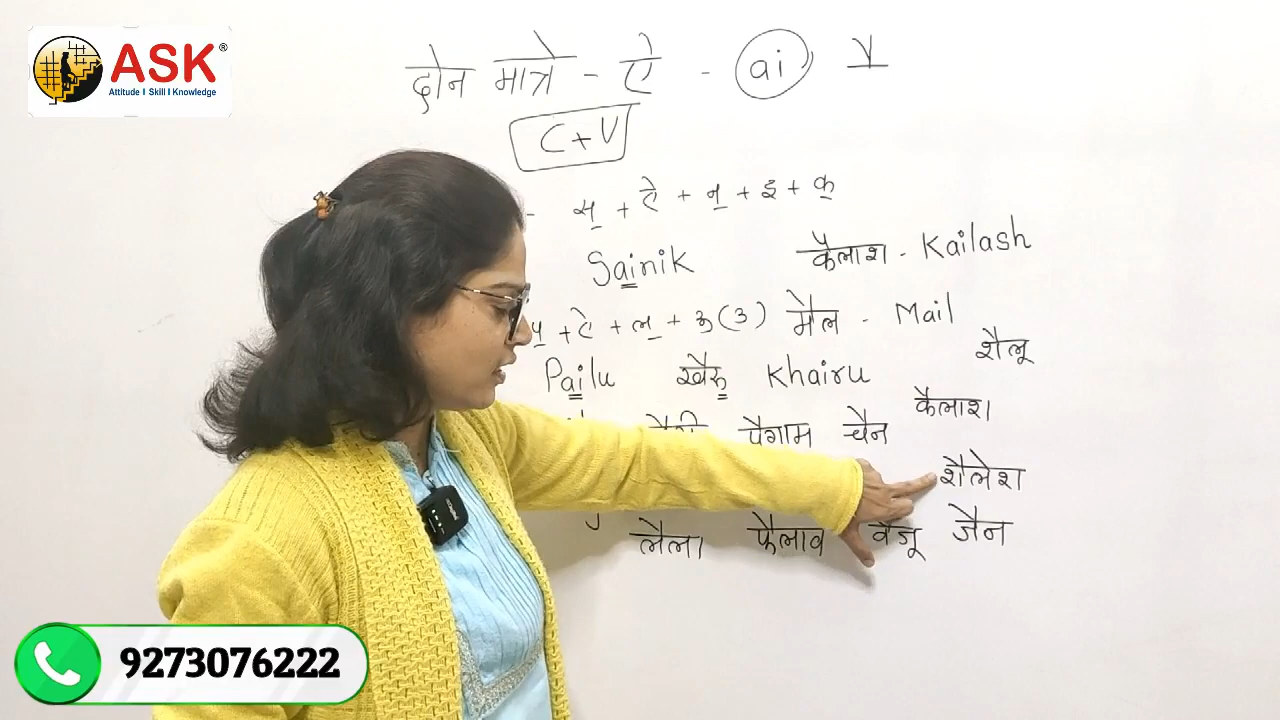 ASK®
Attitude I Skill I Knowledge
दोन मात्रे - ऐ - ai ै
C+V
- स् + ऐ + न् + इ + क्
Sainik कैलाश - Kailash
प् + ऐ + ल् + ऊ (उ) मैल - Mail
शैलू
Pailu खैरु Khairu
कैलाश
पैगाम चैन
शैलेश
लैला फैलाव जैन
9273076222